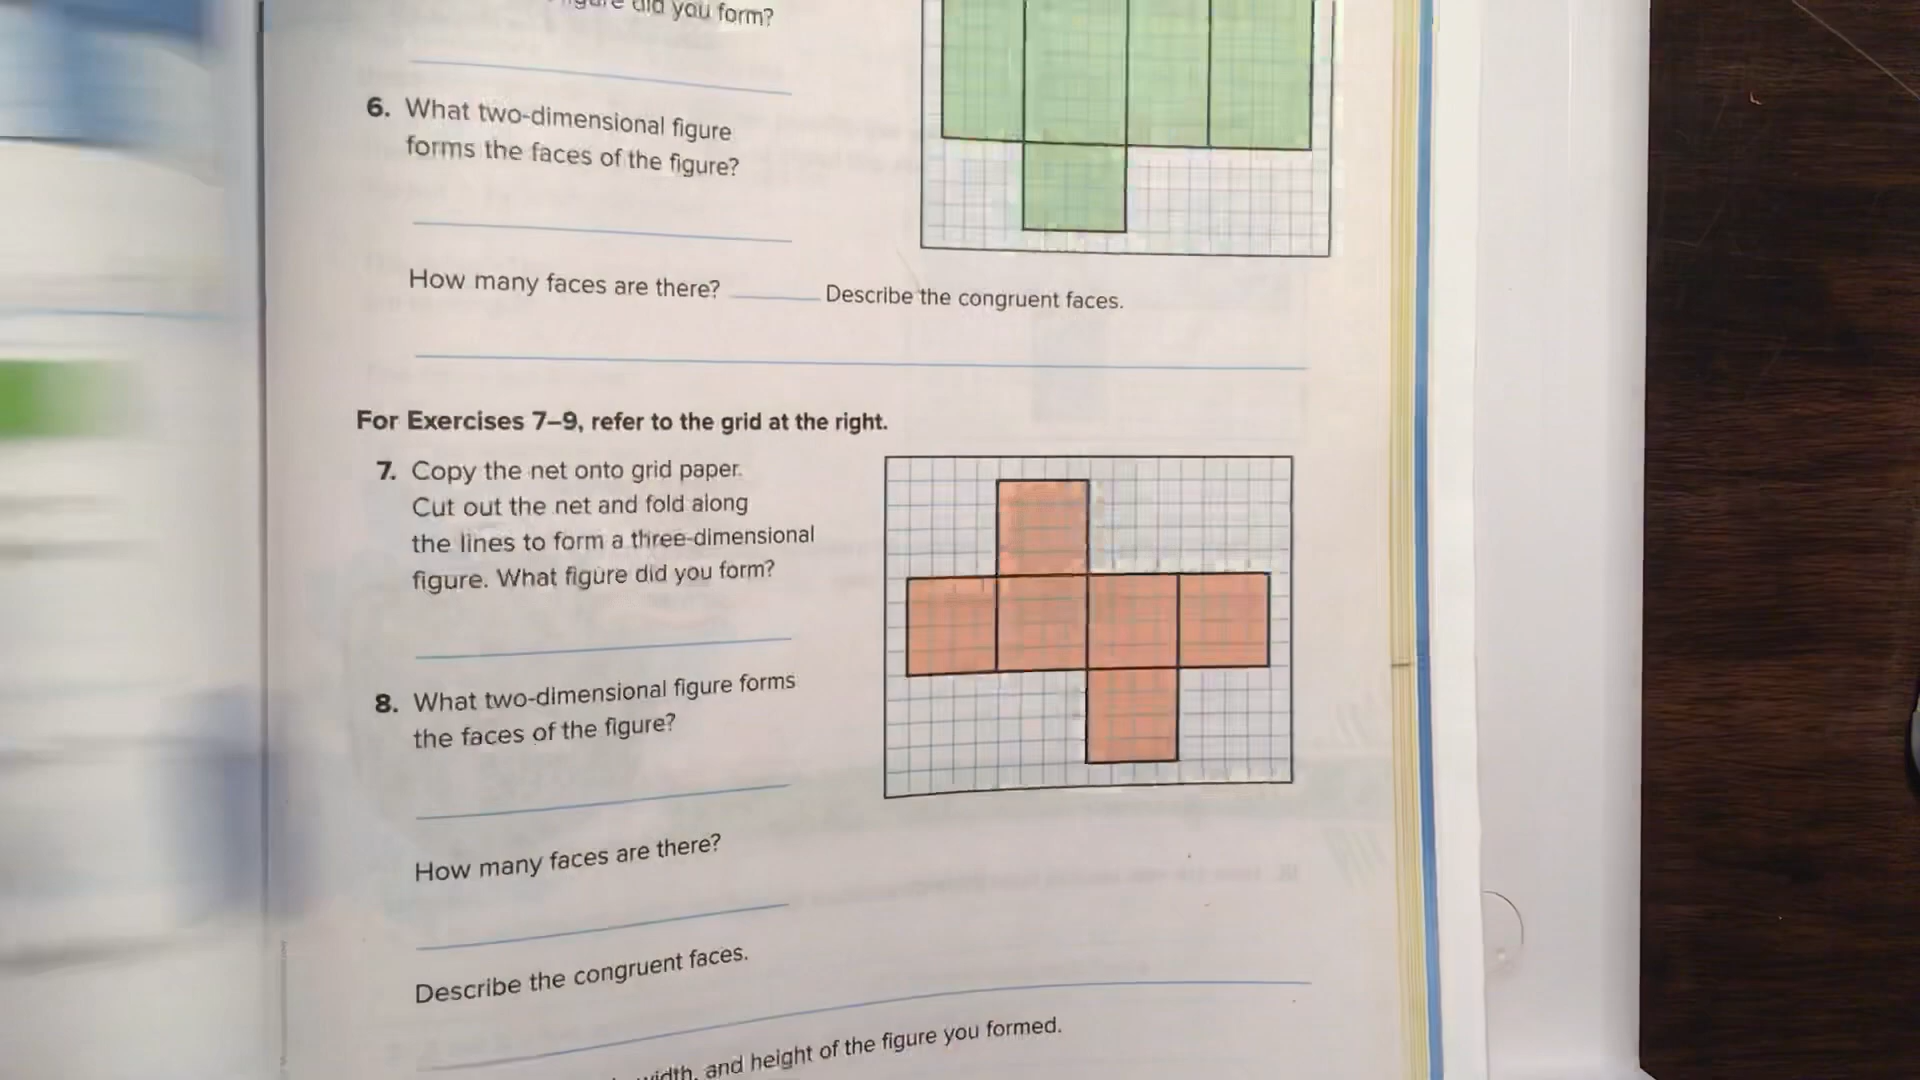 did you form?
6. What two-dimensional figure
forms the faces of the figure?
How many faces are there? Describe the congruent faces.
For Exercises 7–9, refer to the grid at the right.
7. Copy the net onto grid paper.
Cut out the net and fold along
the lines to form a three-dimensional
figure. What figure did you form?
8. What two-dimensional figure forms
the faces of the figure?
How many faces are there?
Describe the congruent faces.
and height of the figure you formed.